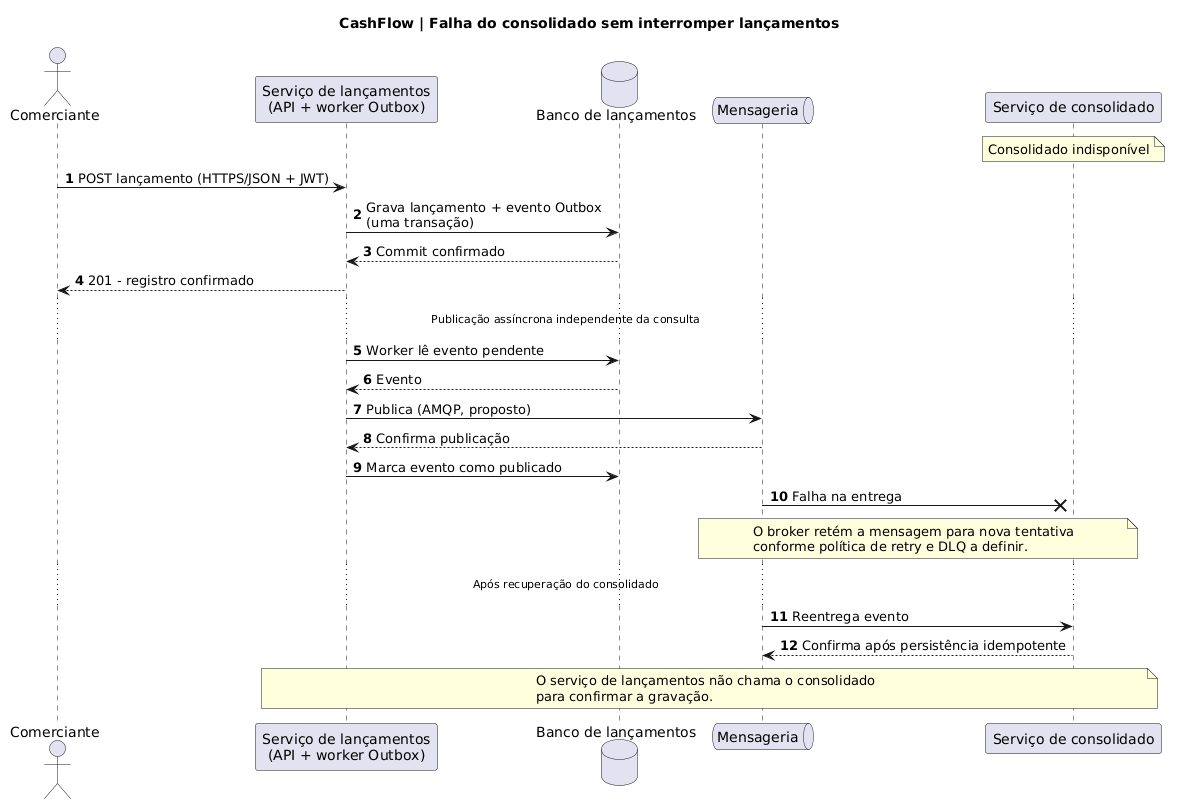 CashFlow | Falha do consolidado sem interromper lançamentos
Comerciante
Serviço de lançamentos
(API + worker Outbox)
Banco de lançamentos
Mensageria
Serviço de consolidado
Consolidado indisponível
1 POST lançamento (HTTPS/JSON + JWT)
2 Grava lançamento + evento Outbox
(uma transação)
3 Commit confirmado
4 201 - registro confirmado
Publicação assíncrona independente da consulta
5 Worker lê evento pendente
6 Evento
7 Publica (AMQP, proposto)
8 Confirma publicação
9 Marca evento como publicado
10 Falha na entrega
O broker retém a mensagem para nova tentativa
conforme política de retry e DLQ a definir.
Após recuperação do consolidado
11 Reentrega evento
12 Confirma após persistência idempotente
O serviço de lançamentos não chama o consolidado
para confirmar a gravação.
Comerciante
Serviço de lançamentos
(API + worker Outbox)
Banco de lançamentos
Mensageria
Serviço de consolidado